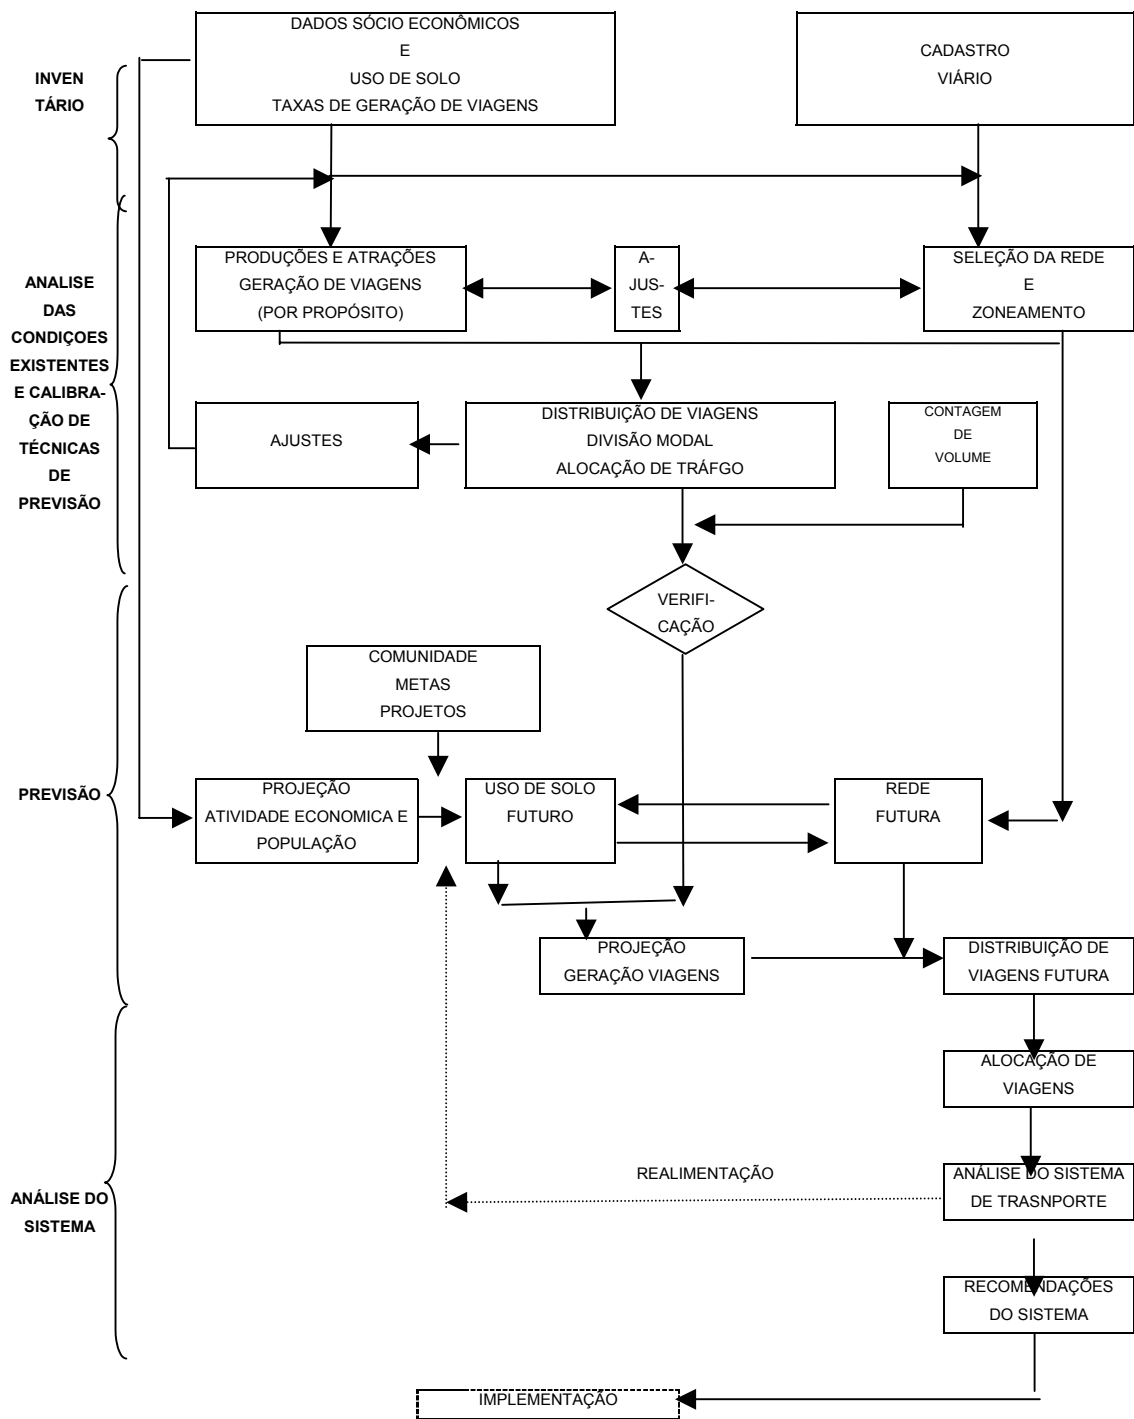 DADOS SÓCIO ECONÔMICOS
E
USO DE SOLO
TAXAS DE GERAÇÃO DE VIAGENS
CADASTRO
VIÁRIO
INVEN
TÁRIO
PRODUÇÕES E ATRAÇÕES
GERAÇÃO DE VIAGENS
(POR PROPÓSITO)
A-
JUS-
TES
SELEÇÃO DA REDE
E
ZONEAMENTO
ANALISE
DAS
CONDIÇOES
EXISTENTES
E CALIBRA-
ÇÃO DE
TÉCNICAS
DE
PREVISÃO
AJUSTES
DISTRIBUIÇÃO DE VIAGENS
DIVISÃO MODAL
ALOCAÇÃO DE TRÁFGO
CONTAGEM
DE
VOLUME
VERIFI-
CAÇÃO
COMUNIDADE
METAS
PROJETOS
PREVISÃO
PROJEÇÃO
ATIVIDADE ECONOMICA E
POPULAÇÃO
USO DE SOLO
FUTURO
REDE
FUTURA
PROJEÇÃO
GERAÇÃO VIAGENS
DISTRIBUIÇÃO DE
VIAGENS FUTURA
ALOCAÇÃO DE
VIAGENS
REALIMENTAÇÃO
ANÁLISE DO SISTEMA
DE TRASNPORTE
ANÁLISE DO
SISTEMA
RECOMENDAÇÕES
DO SISTEMA
IMPLEMENTAÇÃO